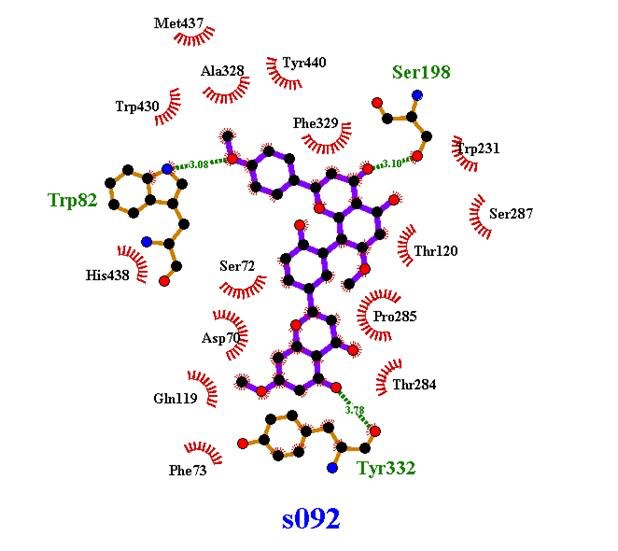 Met437
Ala328
Tyr440
Ser198
Trp430
Phe329
Trp231
3.08
3.10
Trp82
Ser287
Thr120
His438
Ser72
Pro285
Asp70
Gln119
Thr284
3.78
Phe73
Tyr332
s092